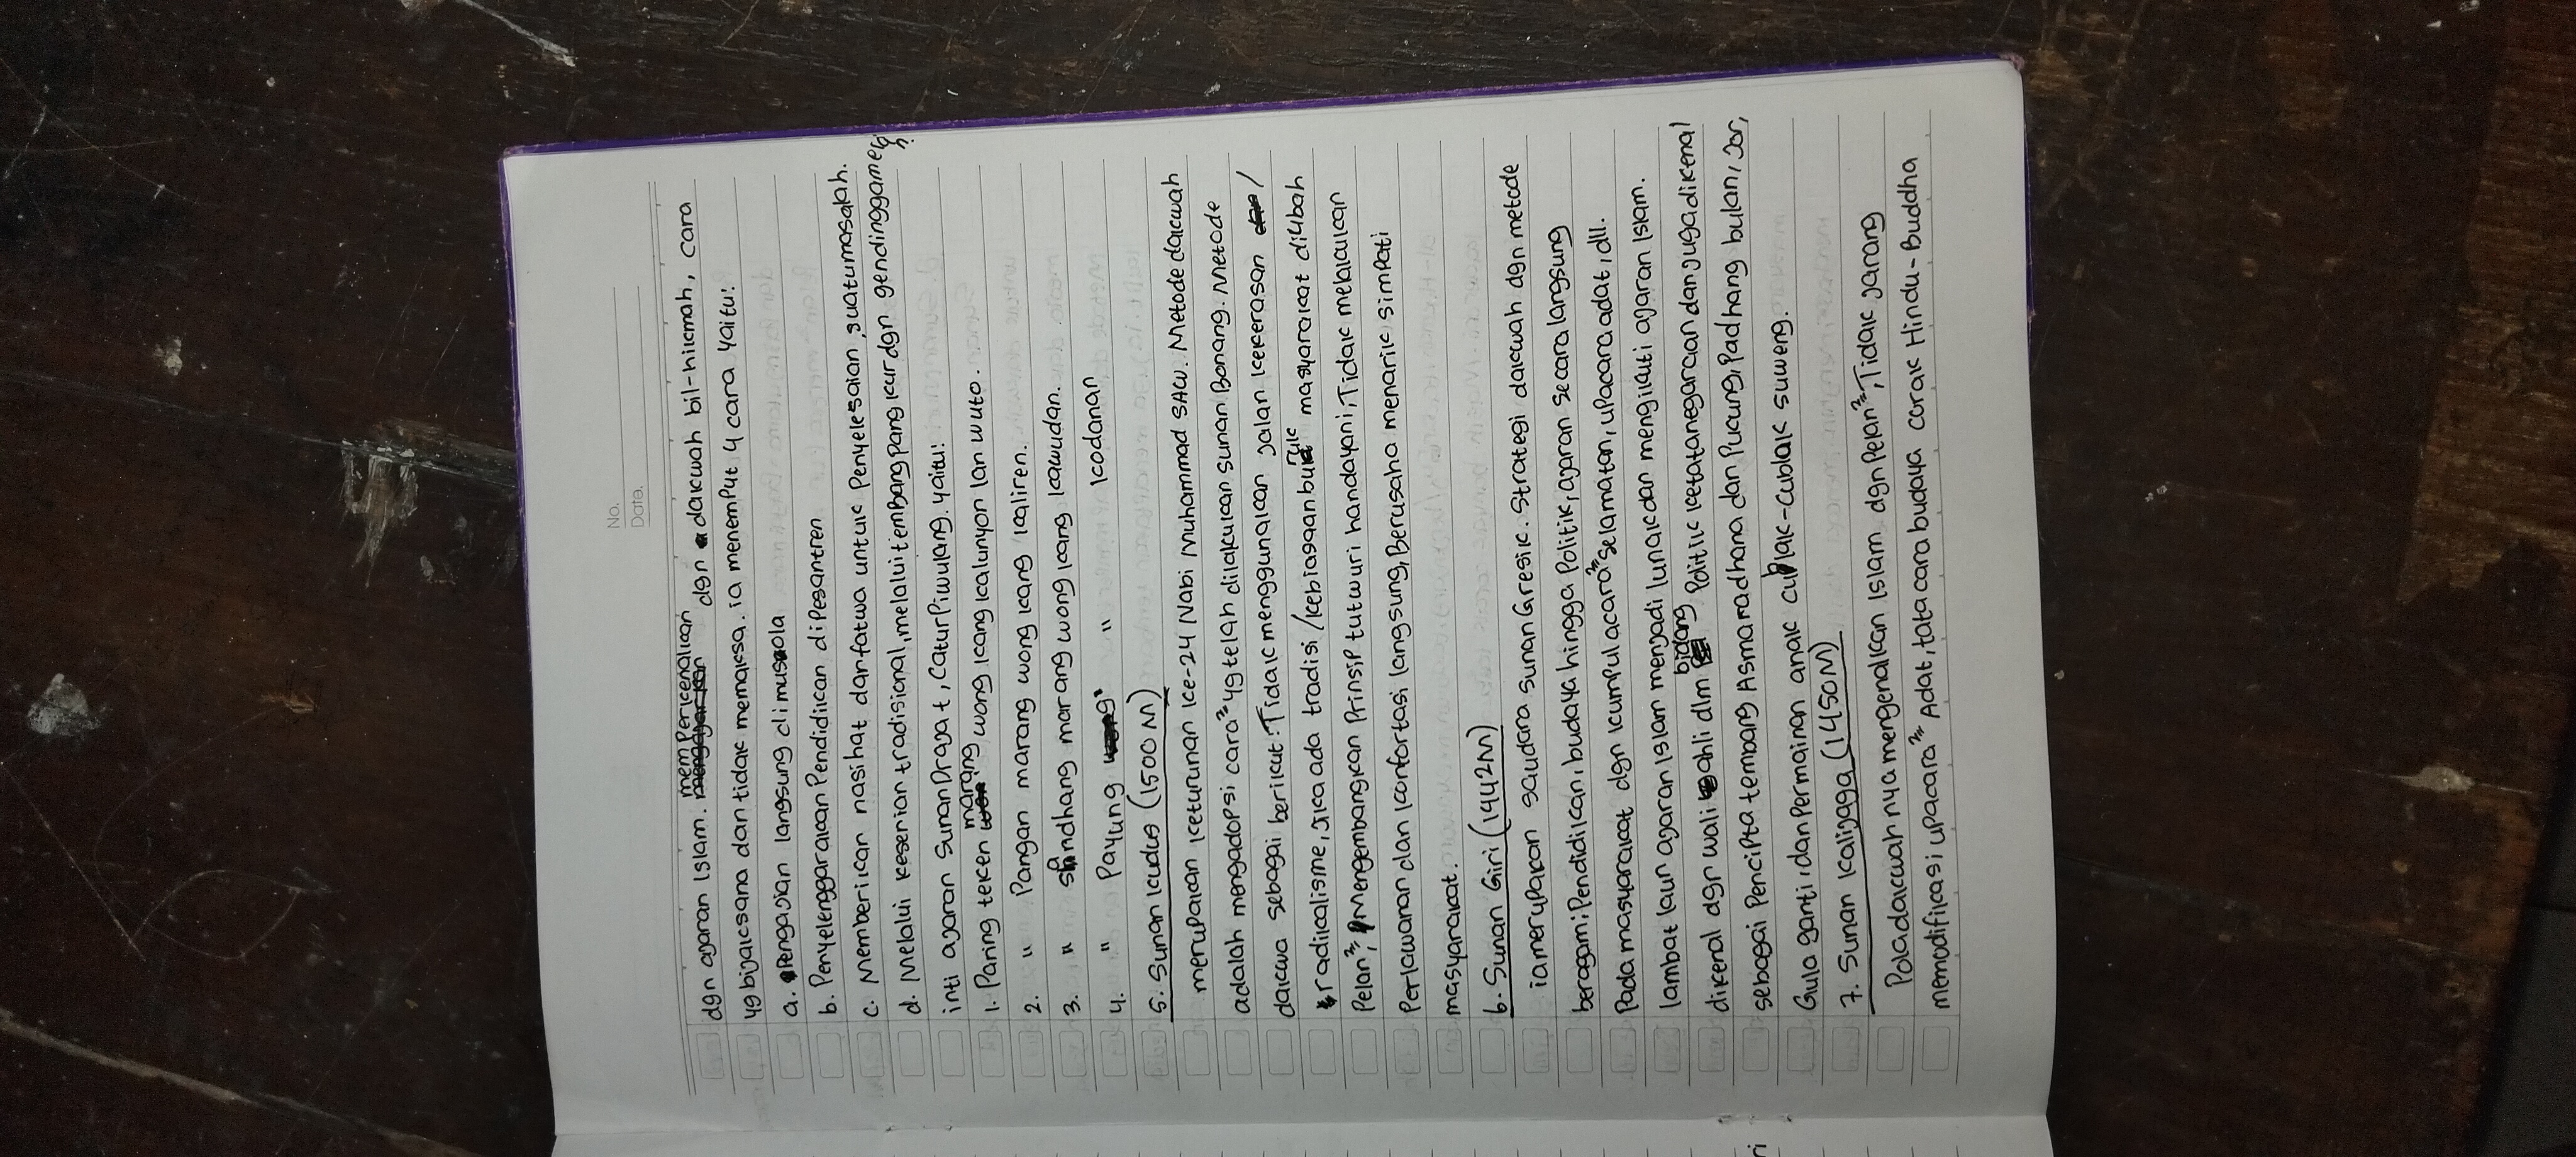 No.
Date.
dgn ajaran Islam. memperkenalkan dgn dakwah bil-hikmah, cara
yg bijaksana dan tidak memaksa. ia menemput 4 cara yaitu:
a. Pengajian langsung di musola
b. Penyelenggarakan Pendidikan di Pesantren
c. Memberikan nasihat dan fatwa untuk Penyelesaian suatu masalah.
d. Melalui keserian tradisional, melalui tembang pangkur dgn gending gamelan.
inti ajaran Sunan Drajat, Catur Piwulang. yaitu:
1. Paring teken marang wong kang kalunyon lan wuto.
2. " Pangan marang wong kang kaliren.
3. " sandhang marang wong kang kawudan.
4. " Payung " kodanan
5. Sunan kudus (1500 M)
merupakan keturunan ke-24 Nabi Muhammad SAW. Metode dakwah
adalah mengadopsi cara² yg telah dilakukan Sunan Bonang. Metode
dakwa sebagai berikut: Tidak menggunakan jalan kekerasan /
radikalisme, jika ada tradisi / kebiasaan buruk masyarakat diubah
Pelan², Mengembangkan Prinsip tutwuri handayani, Tidak melakukan
Perlawanan dan konfortasi langsung, Berusaha menarik simpati
masyarakat.
6. Sunan Giri (1442 M)
ia merupakan saudara Sunan Gresik. Strategi dakwah dgn metode
beragam; Pendidikan, budaya hingga Politik, ajaran secara langsung
Pada masyarakat dgn kumpul acara² selamatan, upacara adat, dll.
lambat laun ajaran Islam menjadi lunak dan mengikuti ajaran Islam.
dikenal dgn wali ahli dlm bidang Politik ketatanegaraan dan juga dikenal
sebagai Pencipta tembang Asmaradhana dan Pucung, Padhang bulan, Jor,
Gula ganti, dan Permainan anak cublak-cublak suweng.
7. Sunan Kalijaga (1450 M)
Pola dakwah nya mengenalkan Islam dgn Pelan², Tidak jarang
memodifikasi upacara² Adat, tata cara budaya corak Hindu-Buddha